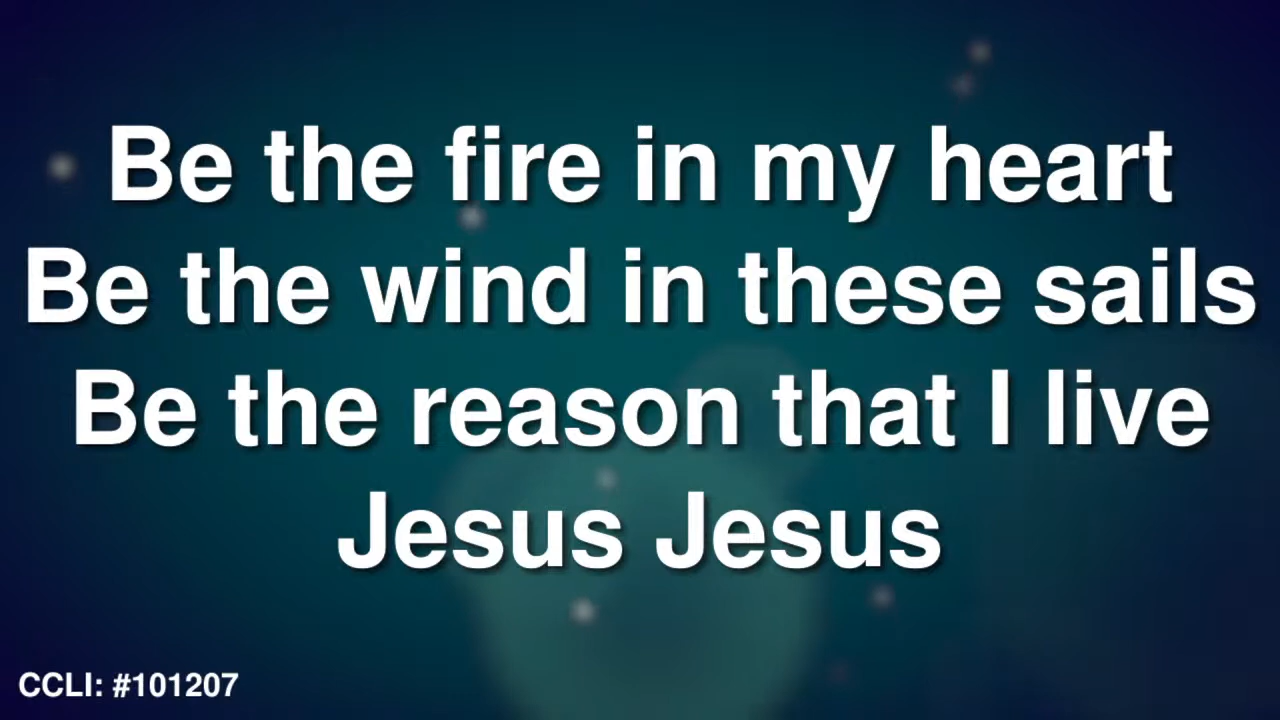 Be the fire in my heart
Be the wind in these sails
Be the reason that I live
Jesus Jesus
CCLI: #101207